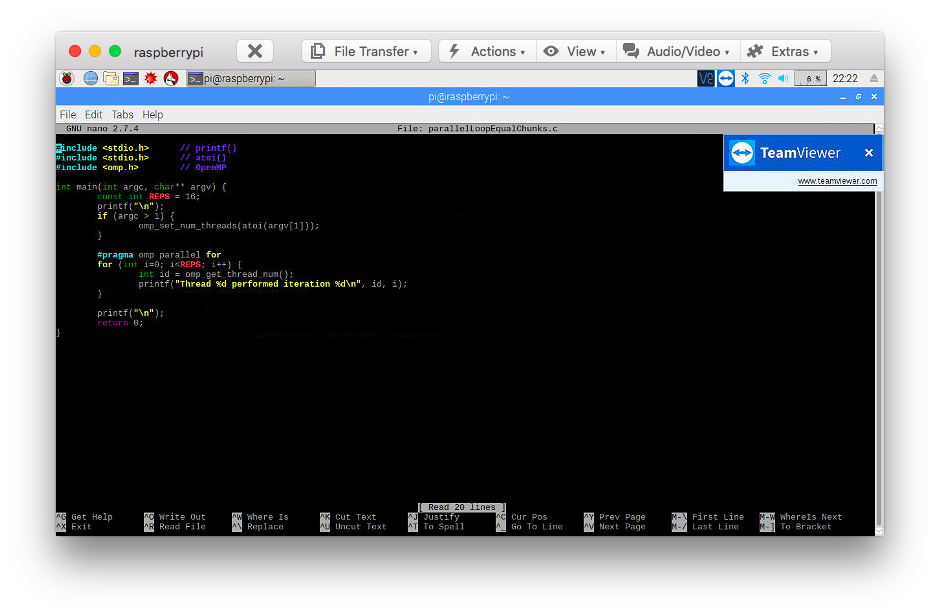 raspberrypi
File Transfer
Actions
View
Audio/Video
Extras
pi@raspberrypi: ~
6 %
22:22
pi@raspberrypi: ~
File Edit Tabs Help
GNU nano 2.7.4 File: parallelLoopEqualChunks.c
#include <stdio.h> // printf()
#include <stdio.h> // atoi()
#include <omp.h> // OpenMP
int main(int argc, char** argv) {
const int REPS = 16;
printf("\n");
if (argc > 1) {
omp_set_num_threads(atoi(argv[1]));
}
#pragma omp parallel for
for (int i=0; i<REPS; i++) {
int id = omp_get_thread_num();
printf("Thread %d performed iteration %d\n", id, i);
}
printf("\n");
return 0;
}
TeamViewer
www.teamviewer.com
[ Read 20 lines ]
^G Get Help ^O Write Out ^W Where Is ^K Cut Text ^J Justify ^C Cur Pos ^Y Prev Page M-\ First Line M-W WhereIs Next
^X Exit ^R Read File ^\ Replace ^U Uncut Text ^T To Spell ^_ Go To Line ^V Next Page M-/ Last Line M-] To Bracket